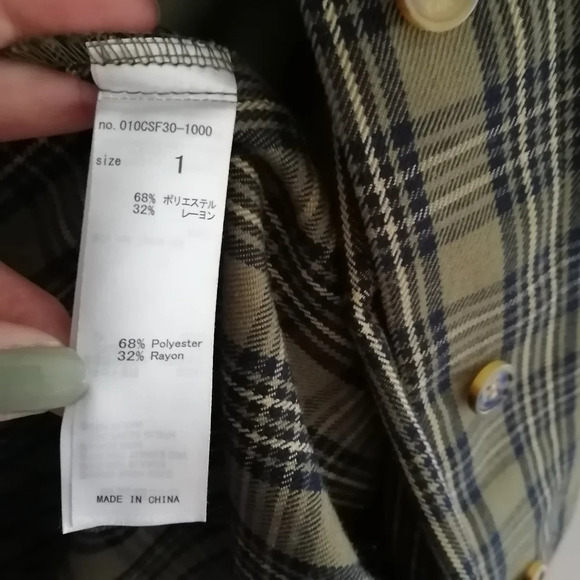 no. 010CSF30-1000
size 1
68% ポリエステル
32% レーヨン
68% Polyester
32% Rayon
MADE IN CHINA